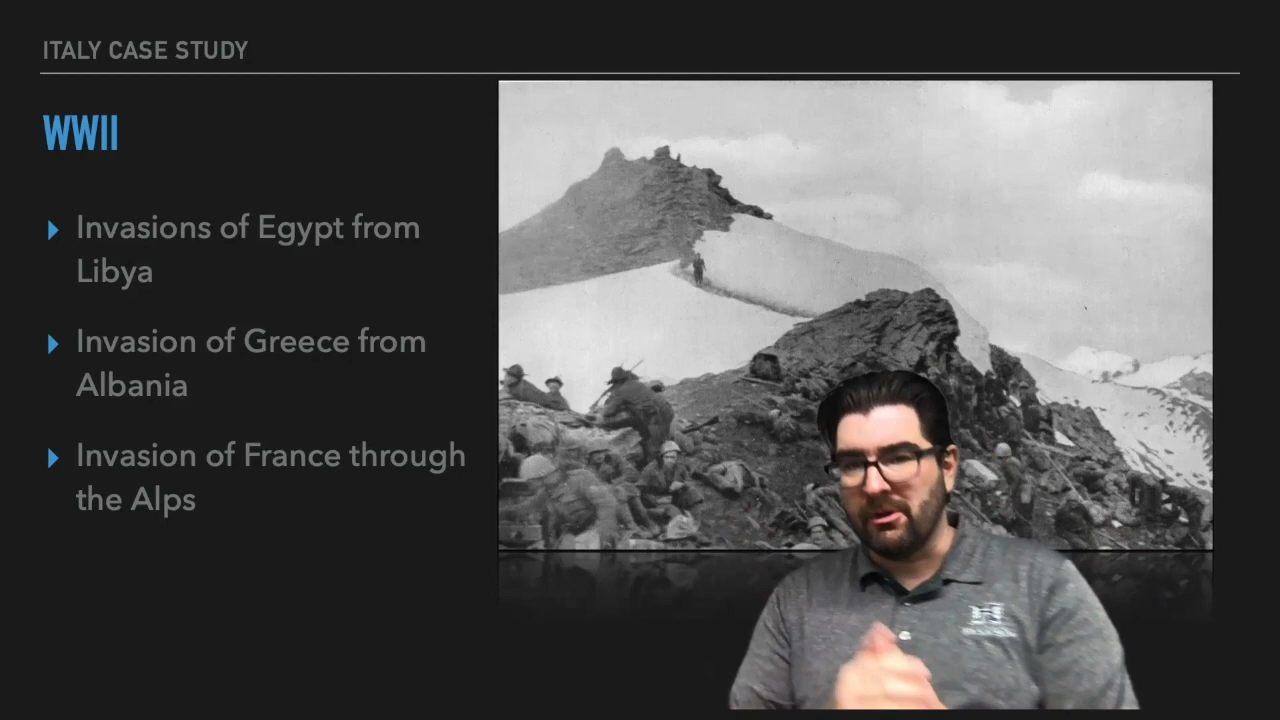 ITALY CASE STUDY
WWII
Invasions of Egypt from
Libya
Invasion of Greece from
Albania
Invasion of France through
the Alps